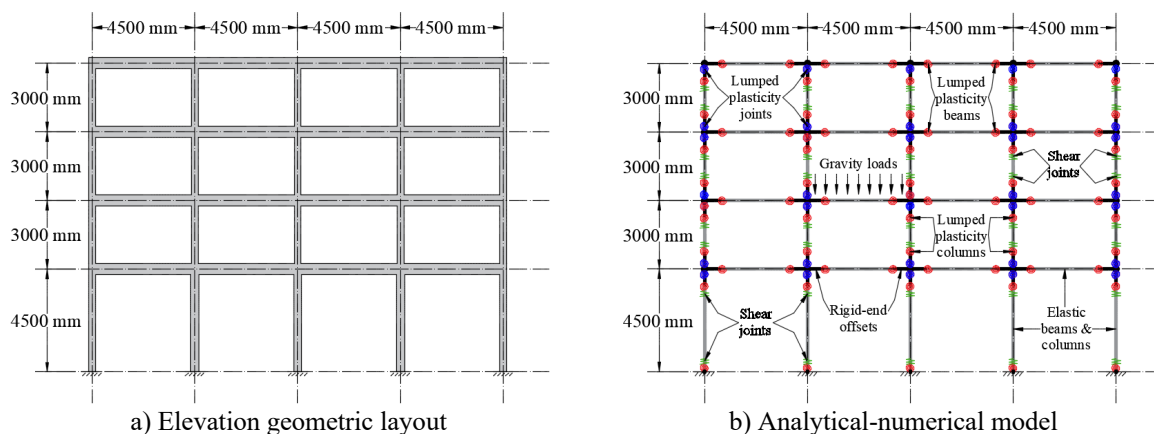 4500 mm 4500 mm 4500 mm 4500 mm
3000 mm
3000 mm
3000 mm
4500 mm
a) Elevation geometric layout
4500 mm 4500 mm 4500 mm 4500 mm
3000 mm
3000 mm
3000 mm
4500 mm
Lumped
plasticity
joints
Lumped
plasticity
beams
Gravity loads
Shear
joints
Lumped
plasticity
columns
Shear
joints
Rigid-end
offsets
Elastic
beams &
columns
b) Analytical-numerical model